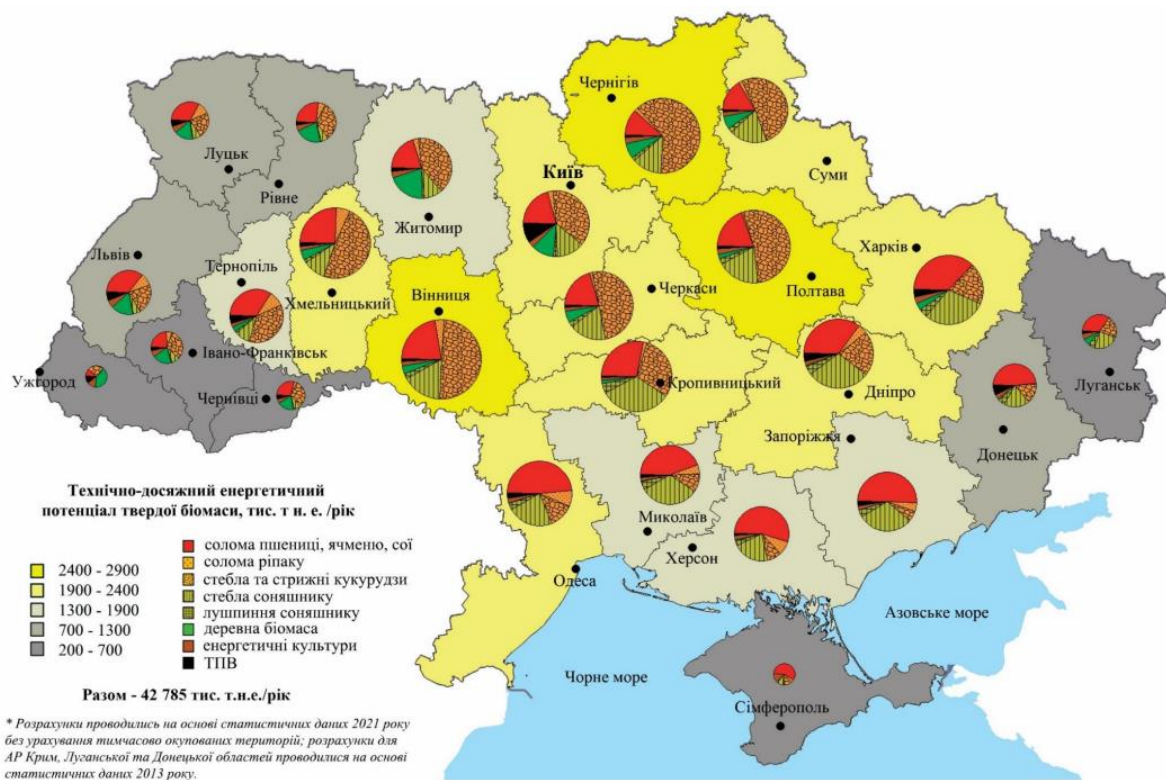 Чернігів
Суми
Луцьк
Рівне
Київ
Житомир
Харків
Львів
Тернопіль
Хмельницький
Вінниця
Черкаси
Полтава
Івано-Франківськ
Ужгород
Чернівці
Кропивницький
Дніпро
Луганськ
Запоріжжя
Донецьк
Миколаїв
Херсон
Одеса
Азовське море
Чорне море
Сімферополь
Технічно-досяжний енергетичний
потенціал твердої біомаси, тис. т н. е. /рік
2400 - 2900
1900 - 2400
1300 - 1900
700 - 1300
200 - 700
солома пшениці, ячменю, сої
солома ріпаку
стебла та стрижні кукурудзи
стебла соняшнику
лушпиння соняшнику
деревна біомаса
енергетичні культури
ТПВ
Разом - 42 785 тис. т.н.е./рік
* Розрахунки проводились на основі статистичних даних 2021 року
без урахування тимчасово окупованих територій; розрахунки для
АР Крим, Луганської та Донецької областей проводилися на основі
статистичних даних 2013 року.